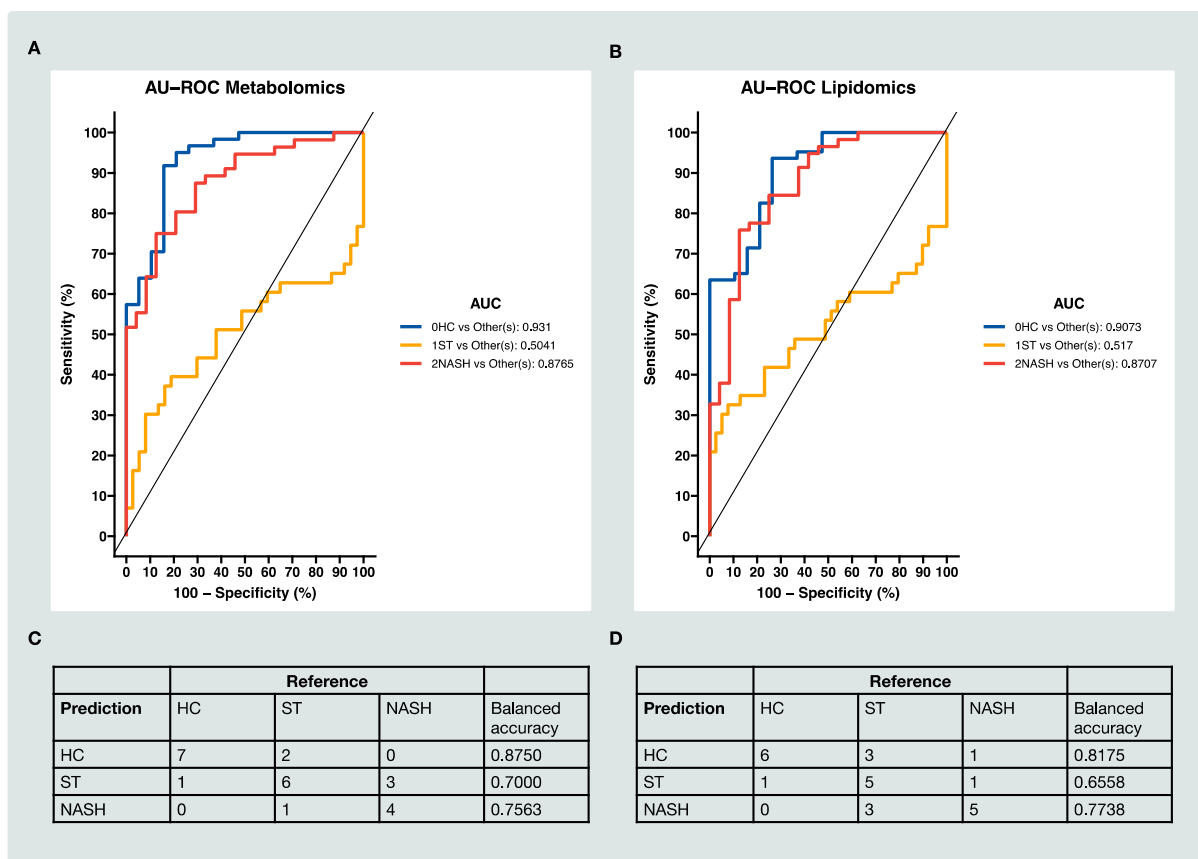 A
AU–ROC Metabolomics
Sensitivity (%)
100
90
80
70
60
50
40
30
20
10
0
0 10 20 30 40 50 60 70 80 90 100
100 – Specificity (%)
AUC
0HC vs Other(s): 0.931
1ST vs Other(s): 0.5041
2NASH vs Other(s): 0.8765
B
AU–ROC Lipidomics
Sensitivity (%)
100
90
80
70
60
50
40
30
20
10
0
0 10 20 30 40 50 60 70 80 90 100
100 – Specificity (%)
AUC
0HC vs Other(s): 0.9073
1ST vs Other(s): 0.517
2NASH vs Other(s): 0.8707
C
Reference
Prediction HC ST NASH Balanced
accuracy
HC 7 2 0 0.8750
ST 1 6 3 0.7000
NASH 0 1 4 0.7563
D
Reference
Prediction HC ST NASH Balanced
accuracy
HC 6 3 1 0.8175
ST 1 5 1 0.6558
NASH 0 3 5 0.7738